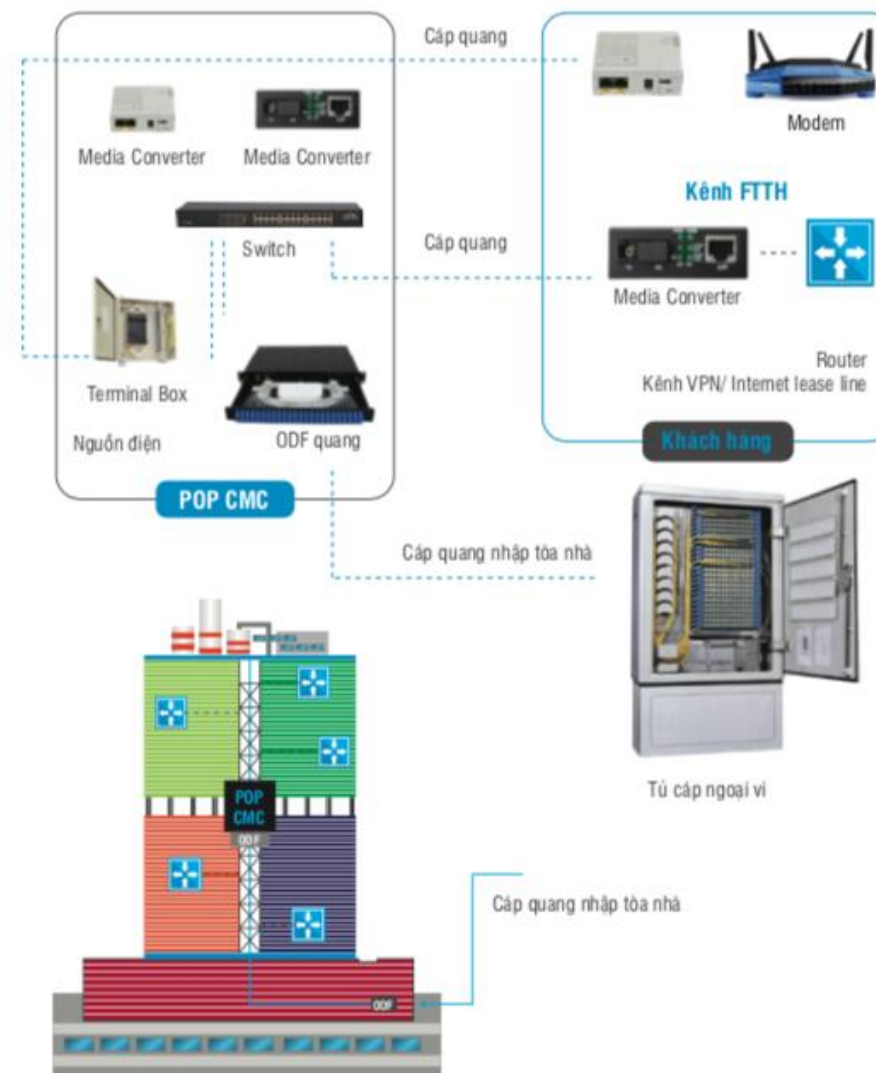 Cáp quang
Media Converter
Media Converter
Modem
Kênh FTTH
Switch
Cáp quang
Media Converter
Terminal Box
Router
Kênh VPN/ Internet lease line
Nguồn điện
ODF quang
Khách hàng
POP CMC
Cáp quang nhập tòa nhà
Tủ cáp ngoại vi
POP
CMC
ODF
Cáp quang nhập tòa nhà
ODF